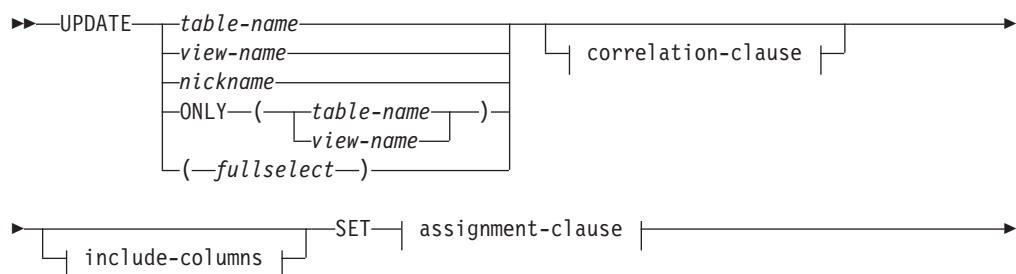 UPDATE table-name correlation-clause
view-name
nickname
ONLY ( table-name )
view-name
( fullselect )
SET assignment-clause
include-columns